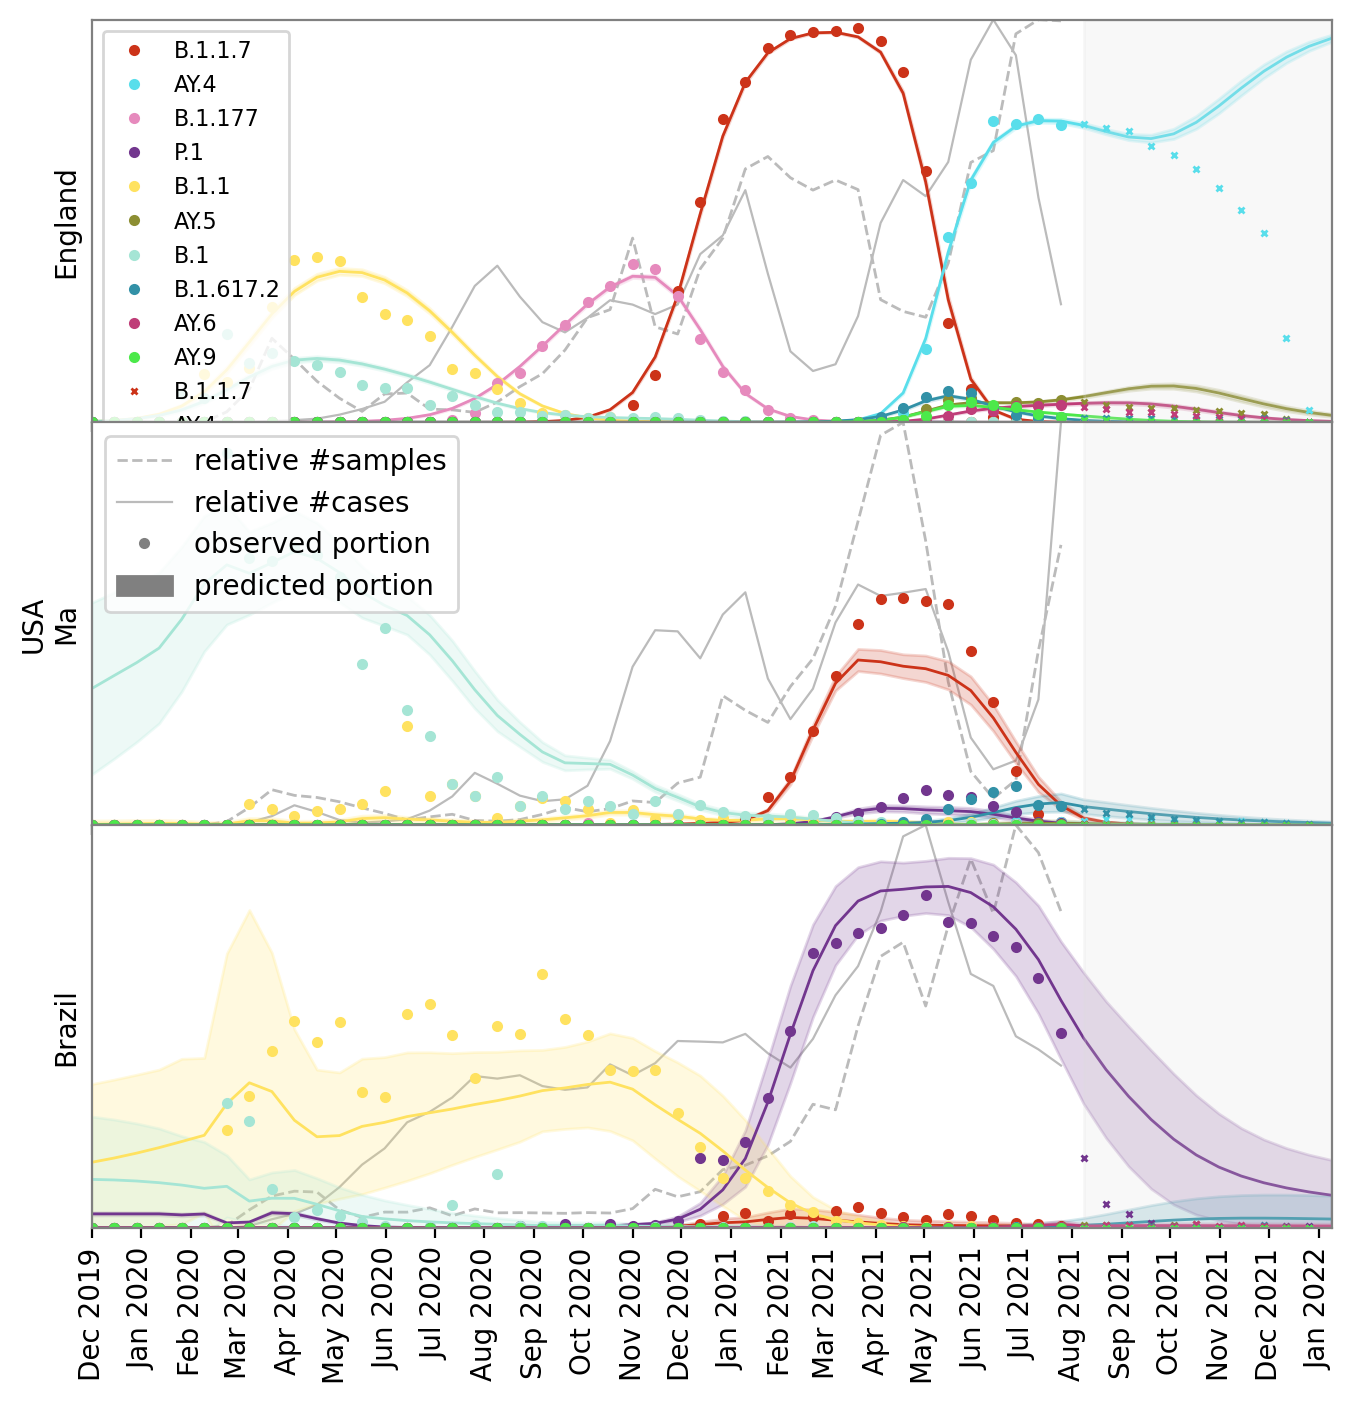 B.1.1.7
AY.4
B.1.177
P.1
B.1.1
AY.5
B.1
B.1.617.2
AY.6
AY.9
B.1.1.7
AY.4
England
relative #samples
relative #cases
observed portion
predicted portion
USA
Ma
Brazil
Dec 2019
Jan 2020
Feb 2020
Mar 2020
Apr 2020
May 2020
Jun 2020
Jul 2020
Aug 2020
Sep 2020
Oct 2020
Nov 2020
Dec 2020
Jan 2021
Feb 2021
Mar 2021
Apr 2021
May 2021
Jun 2021
Jul 2021
Aug 2021
Sep 2021
Oct 2021
Nov 2021
Dec 2021
Jan 2022